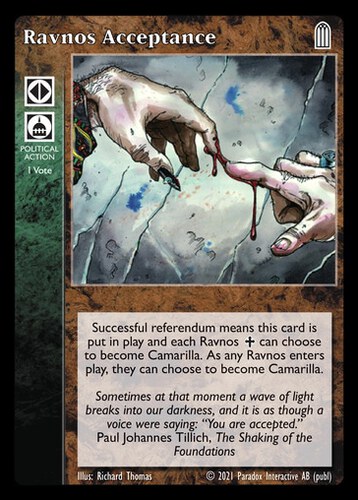 Ravnos Acceptance
POLITICAL
ACTION
1 Vote
Successful referendum means this card is
put in play and each Ravnos + can choose
to become Camarilla. As any Ravnos enters
play, they can choose to become Camarilla.
Sometimes at that moment a wave of light
breaks into our darkness, and it is as though a
voice were saying: “You are accepted.”
Paul Johannes Tillich, The Shaking of the
Foundations
Illus: Richard Thomas © 2021 Paradox Interactive AB (publ)